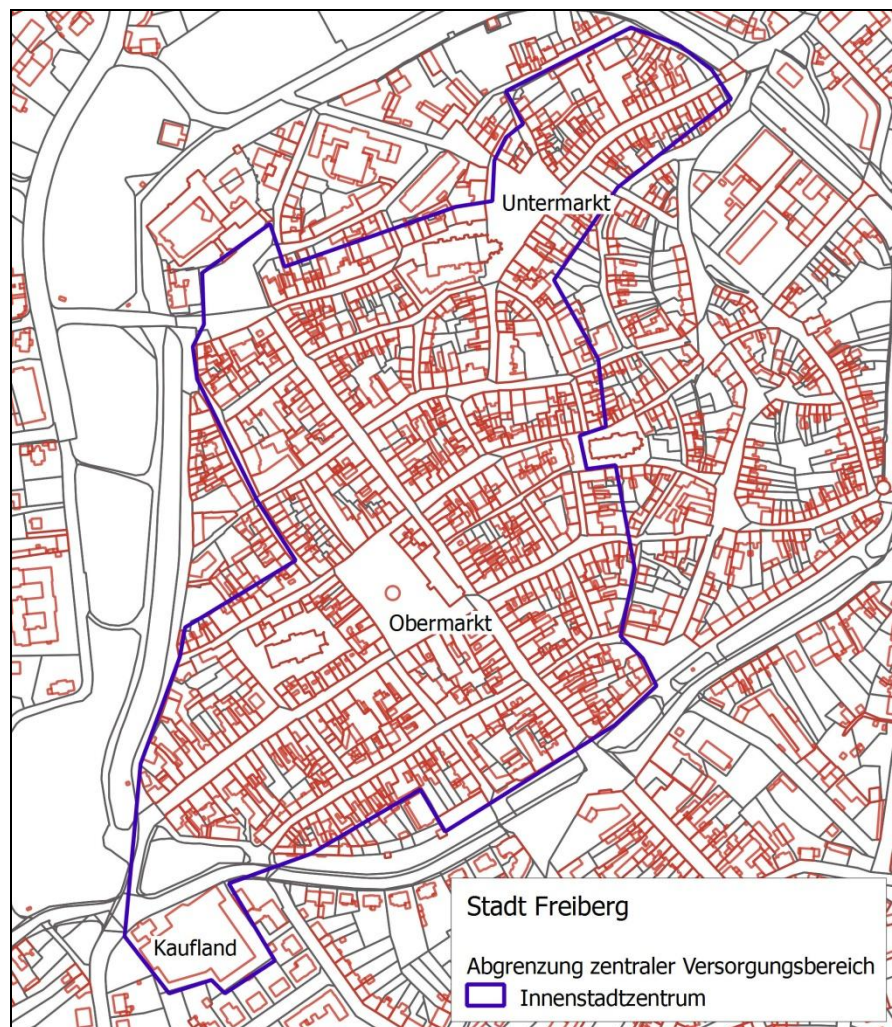 Untermarkt
Obermarkt
Kaufland
Stadt Freiberg
Abgrenzung zentraler Versorgungsbereich
Innenstadtzentrum